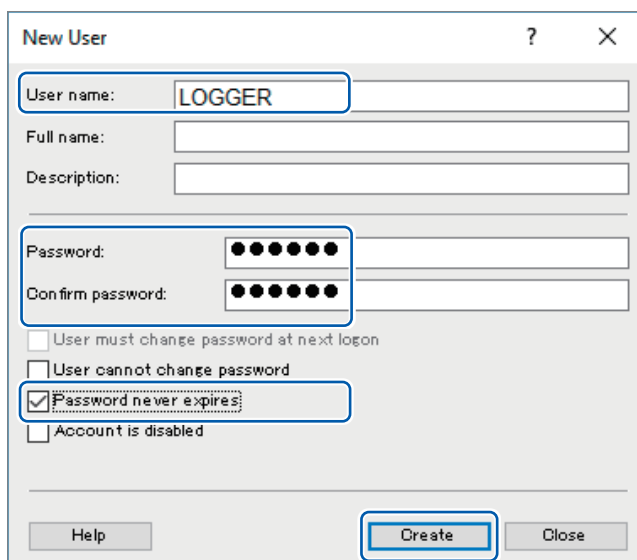 New User ?
User name: LOGGER
Full name:
Description:
Password: ●●●●●●
Confirm password: ●●●●●●
User must change password at next logon
User cannot change password
Password never expires
Account is disabled
Help Create Close